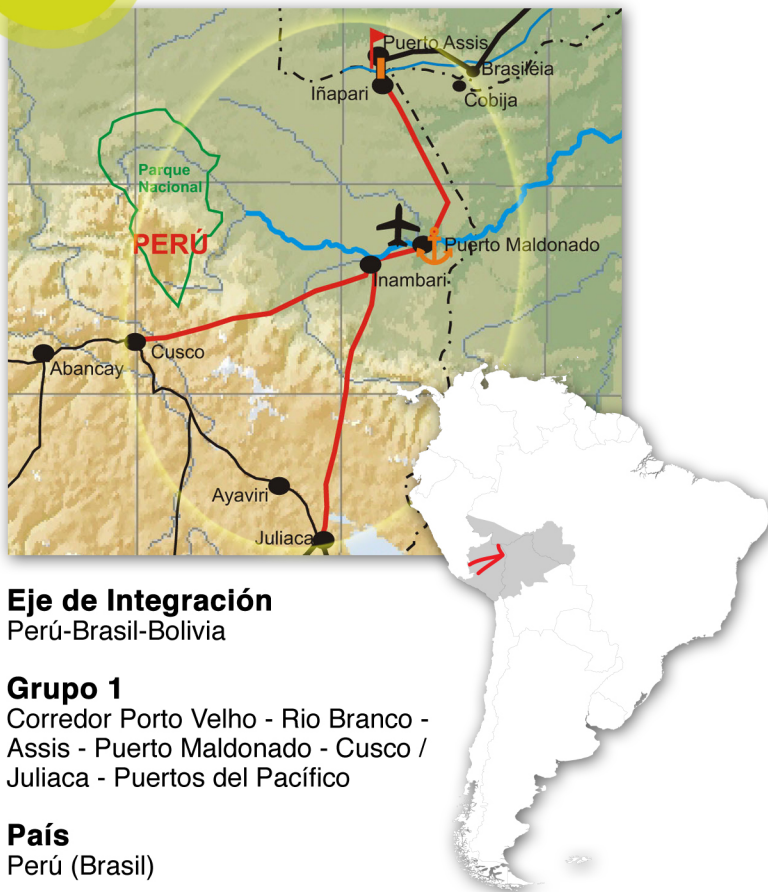 Puerto Assis
Brasiléia
Iñapari
Cobija
Parque
Nacional
PERÚ
Puerto Maldonado
Inambari
Cusco
Abancay
Ayaviri
Juliaca
Eje de Integración
Perú-Brasil-Bolivia
Grupo 1
Corredor Porto Velho - Rio Branco -
Assis - Puerto Maldonado - Cusco /
Juliaca - Puertos del Pacífico
País
Perú (Brasil)